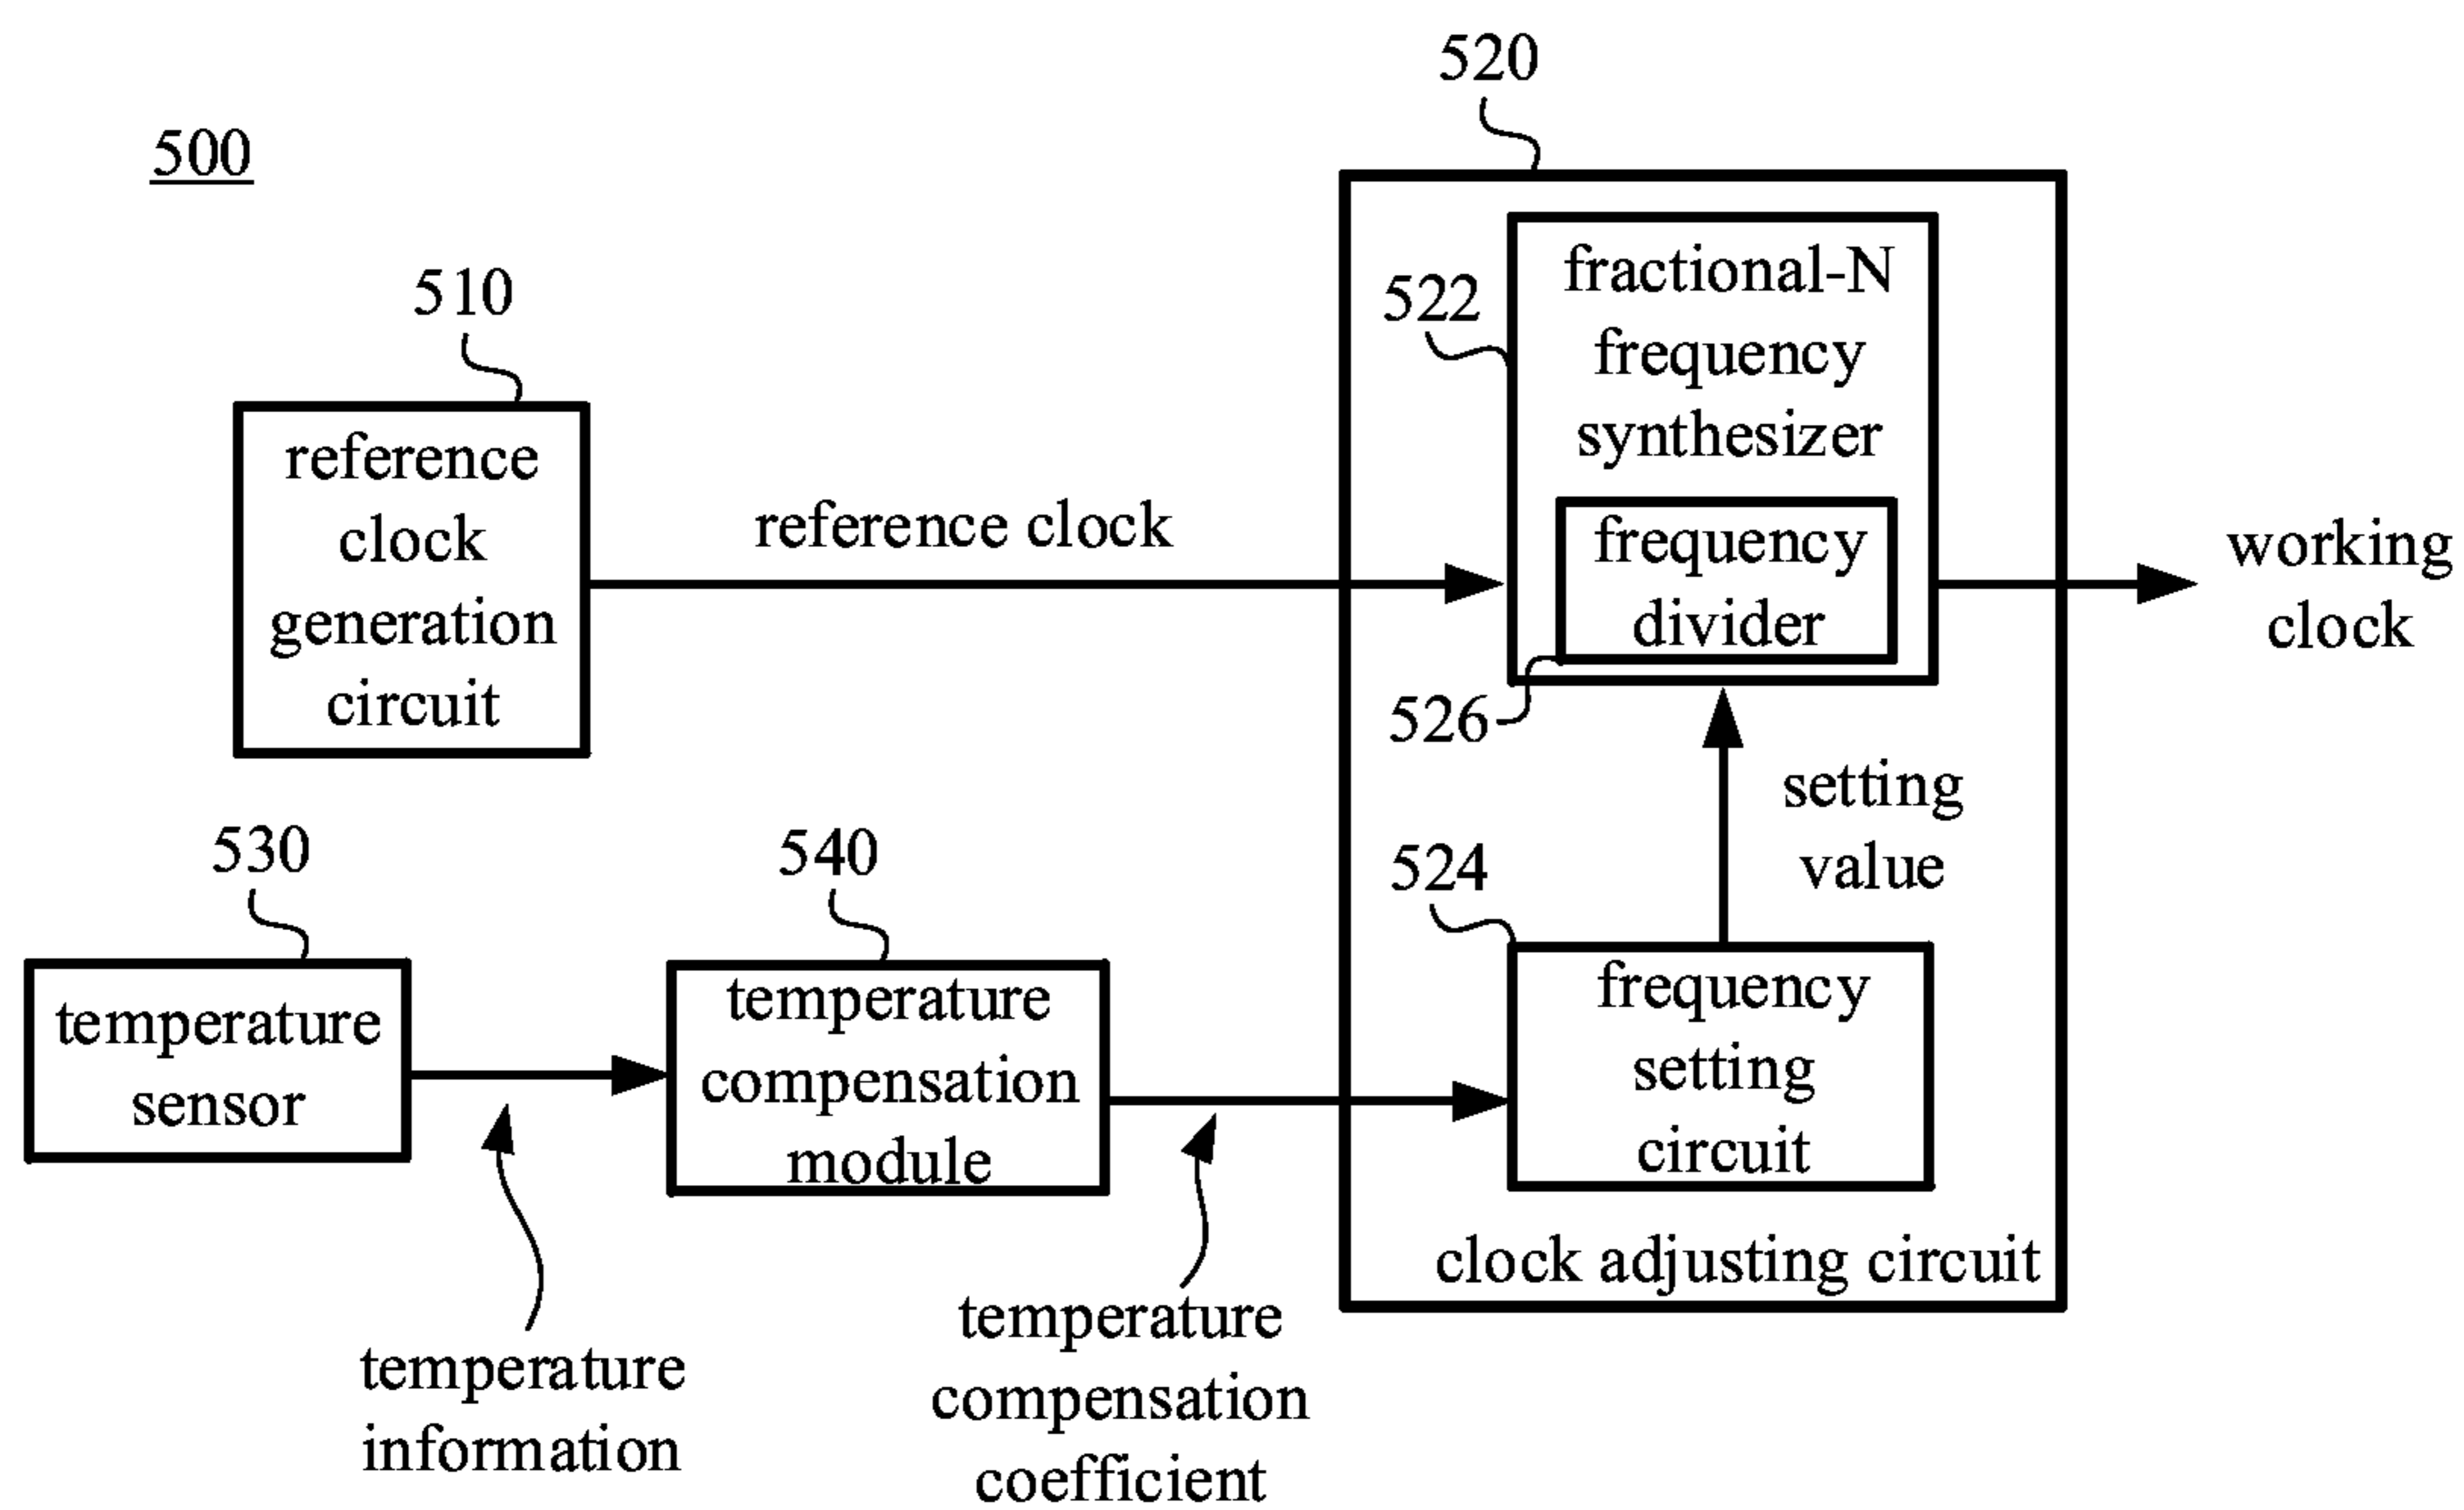 500
520
510
522
fractional-N
frequency
synthesizer
frequency
divider
526
reference
clock
generation
circuit
reference clock
working
clock
setting
value
530
540
524
temperature
sensor
temperature
compensation
module
frequency
setting
circuit
clock adjusting circuit
temperature
information
temperature
compensation
coefficient